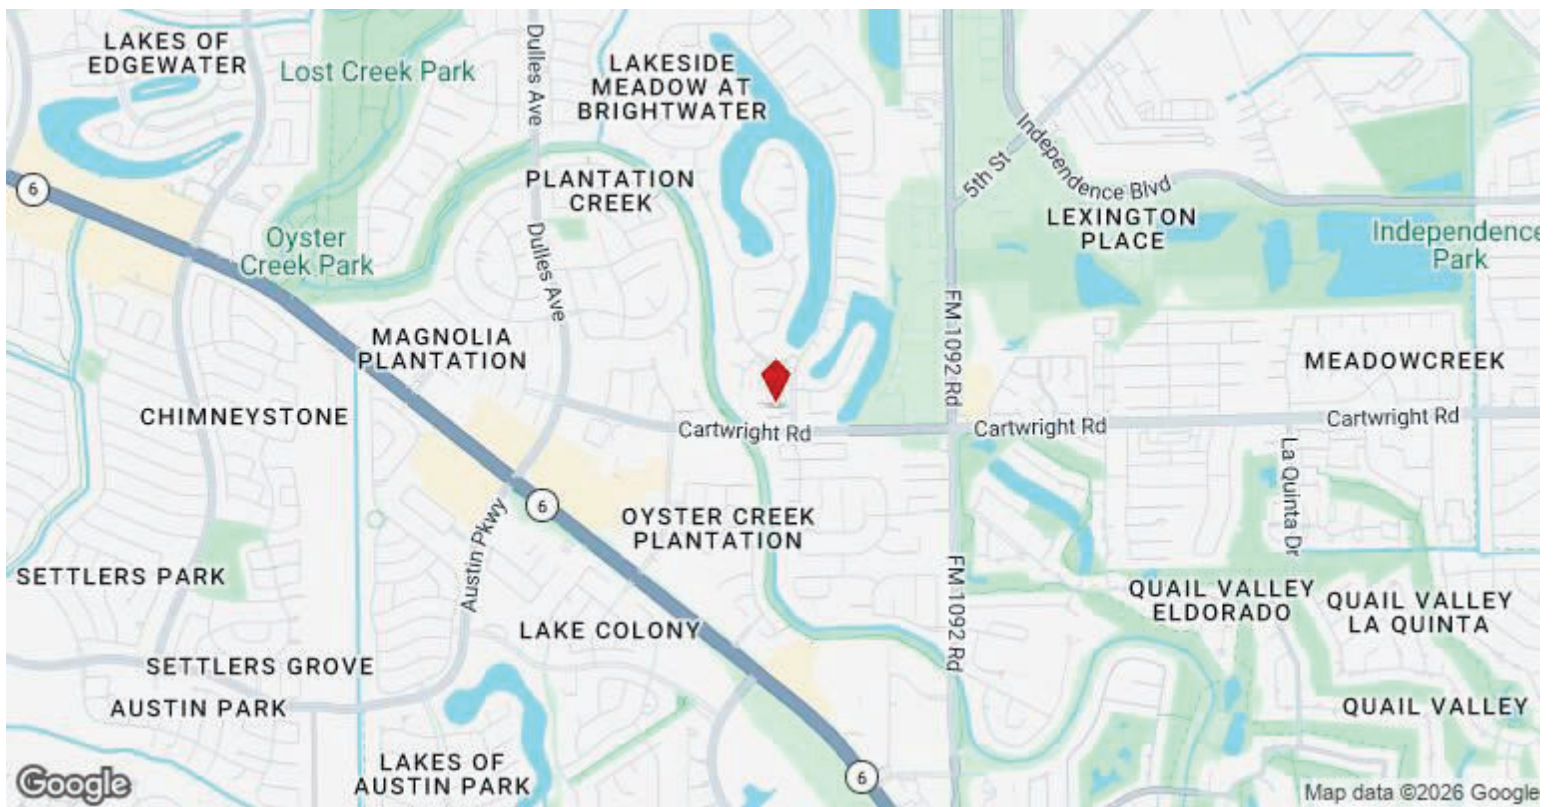 LAKES OF
EDGEWATER
Lost Creek Park
Dulles Ave
LAKESIDE
MEADOW AT
BRIGHTWATER
Independence Blvd
5th St
6
PLANTATION
CREEK
LEXINGTON
PLACE
Oyster
Creek Park
Dulles Ave
Independence
Park
FM 1092 Rd
MAGNOLIA
PLANTATION
MEADOWCREEK
CHIMNEYSTONE
Cartwright Rd
Cartwright Rd
Cartwright Rd
La Quinta Dr
6
OYSTER CREEK
PLANTATION
Austin Pkwy
SETTLERS PARK
FM 1092 Rd
QUAIL VALLEY
ELDORADO
QUAIL VALLEY
LA QUINTA
LAKE COLONY
SETTLERS GROVE
AUSTIN PARK
QUAIL VALLEY
LAKES OF
AUSTIN PARK
6
Google
Map data ©2026 Google